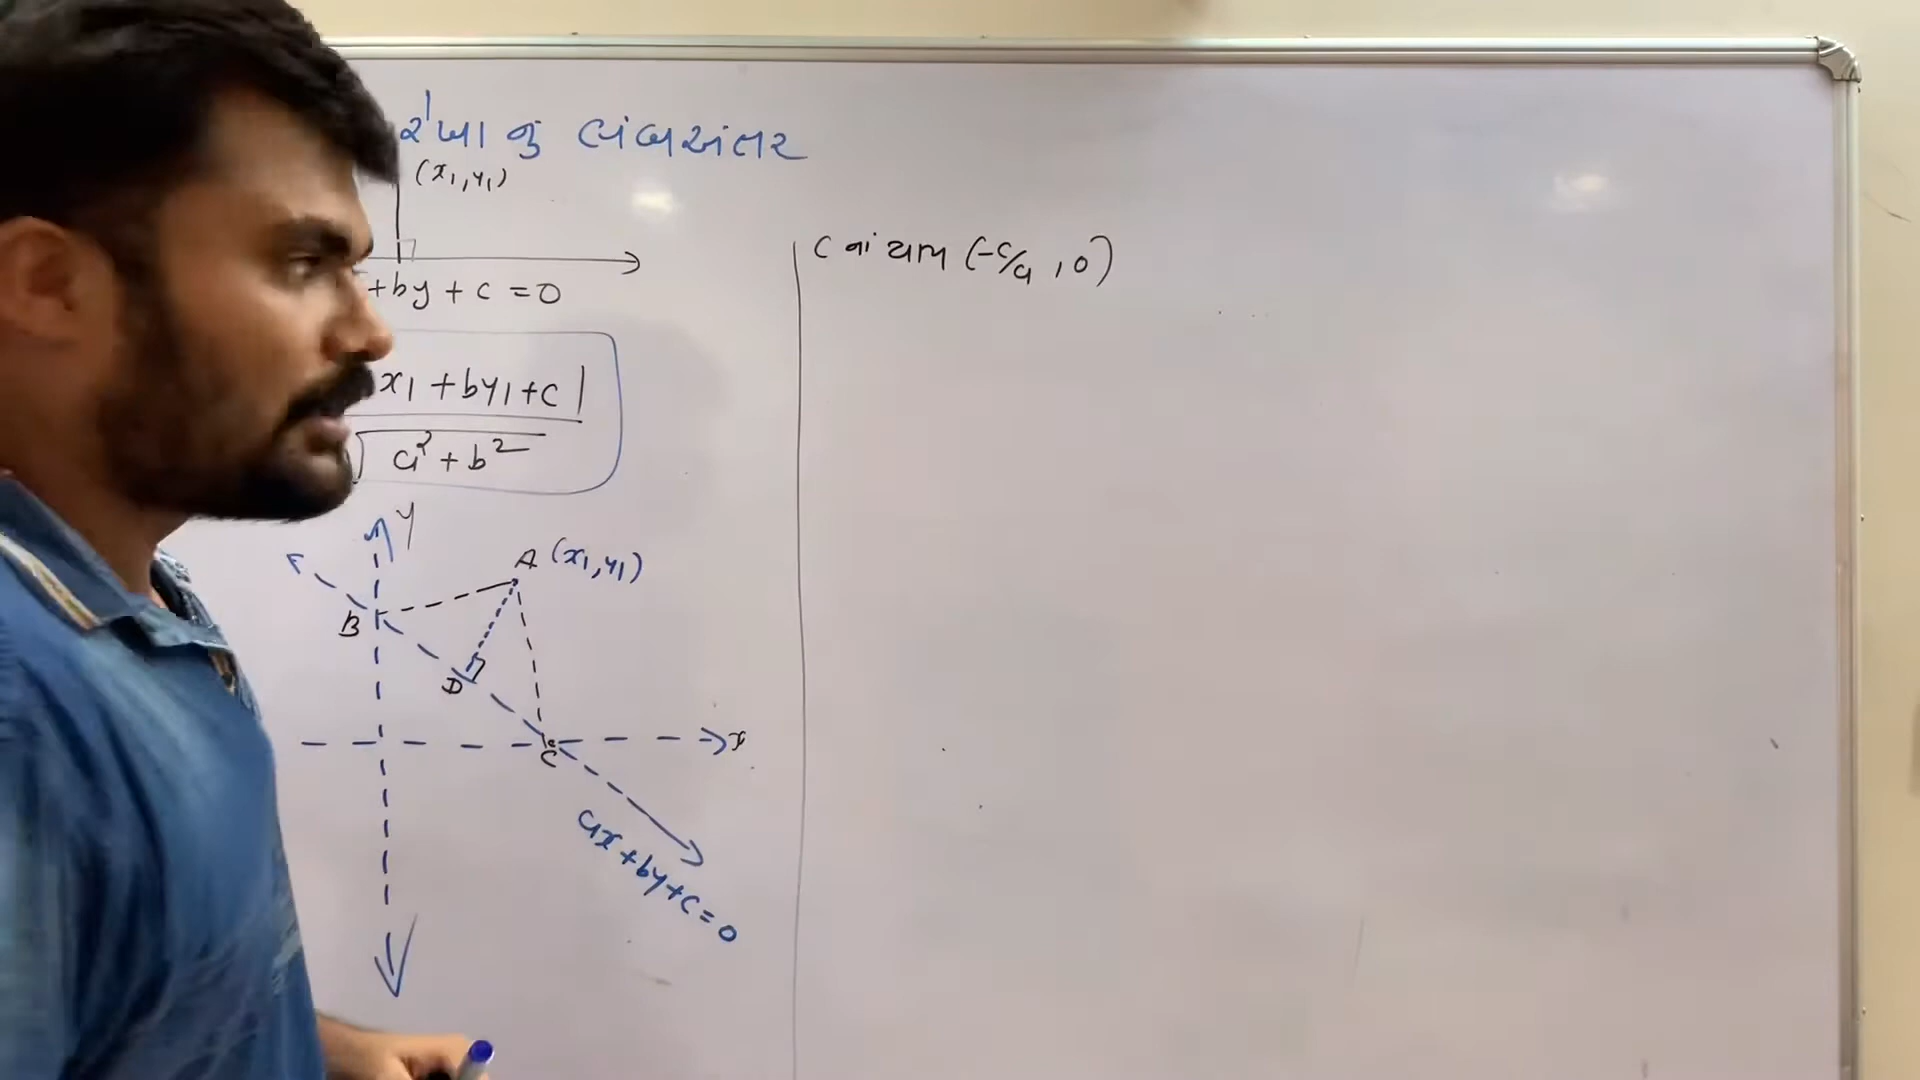 રેખા નું લંબઅંતર
(x₁,y₁)
+by + c = 0
x₁ + by₁ + c|
√a² + b²
y
A (x₁,y₁)
B
D
C
x
ax + by + c = 0
C નાં યામ (-c/a , 0)